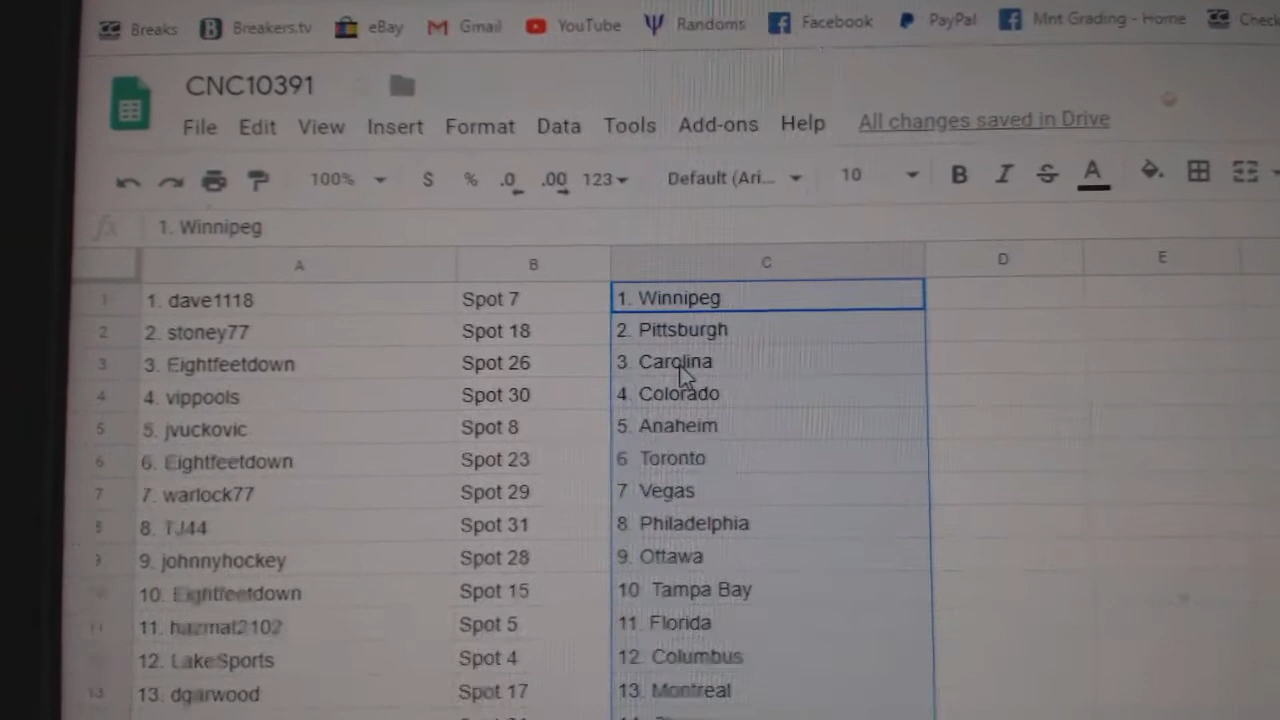 Breaks Breakers.tv eBay Gmail YouTube Randoms Facebook PayPal Mnt Grading - Home Check
CNC10391
File Edit View Insert Format Data Tools Add-ons Help All changes saved in Drive
100% $ % .0 .00 123 Default (Ari... 10 B I S A
fx 1. Winnipeg
A B C D E
1 1. dave1118 Spot 7 1. Winnipeg
2 2. stoney77 Spot 18 2. Pittsburgh
3 3. Eightfeetdown Spot 26 3. Carolina
4 4. vippools Spot 30 4 Colorado
5 5. jvuckovic Spot 8 5. Anaheim
6 6. Eightfeetdown Spot 23 6 Toronto
7 7. warlock77 Spot 29 7 Vegas
8 8. TJ44 Spot 31 8 Philadelphia
9 9. johnnyhockey Spot 28 9. Ottawa
10. Eightfeetdown Spot 15 10 Tampa Bay
11 11. hazmat2102 Spot 5 11. Florida
12. LakeSports Spot 4 12. Columbus
13 13. dgarwood Spot 17 13. Montreal